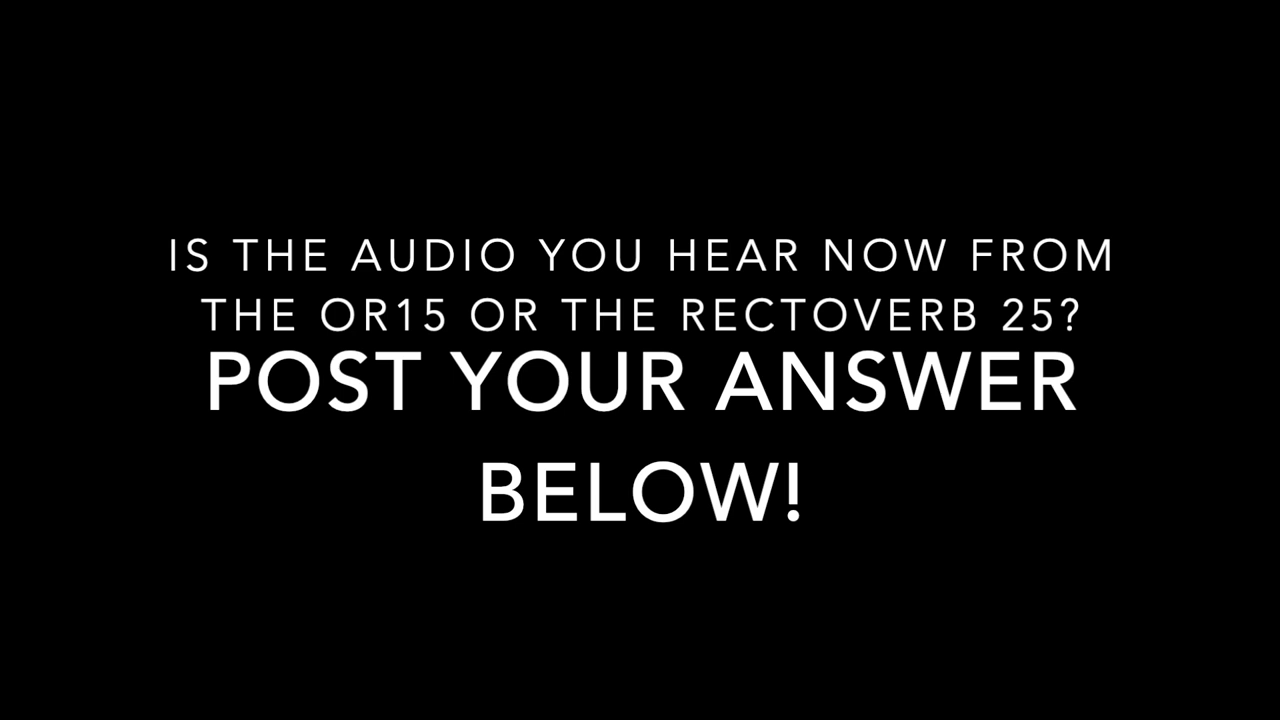 IS THE AUDIO YOU HEAR NOW FROM
THE OR15 OR THE RECTOVERB 25?
POST YOUR ANSWER
BELOW!